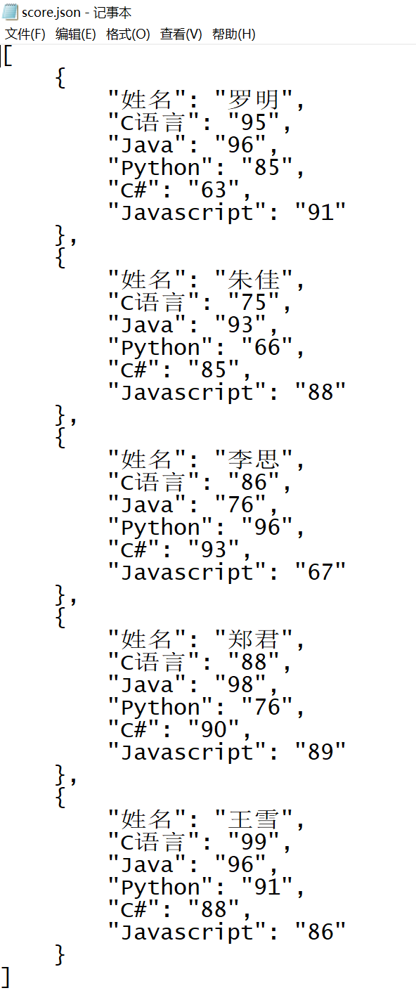 score.json - 记事本
文件(F) 编辑(E) 格式(O) 查看(V) 帮助(H)
[
{
"姓名": "罗明",
"C语言": "95",
"Java": "96",
"Python": "85",
"C#": "63",
"Javascript": "91"
},
{
"姓名": "朱佳",
"C语言": "75",
"Java": "93",
"Python": "66",
"C#": "85",
"Javascript": "88"
},
{
"姓名": "李思",
"C语言": "86",
"Java": "76",
"Python": "96",
"C#": "93",
"Javascript": "67"
},
{
"姓名": "郑君",
"C语言": "88",
"Java": "98",
"Python": "76",
"C#": "90",
"Javascript": "89"
},
{
"姓名": "王雪",
"C语言": "99",
"Java": "96",
"Python": "91",
"C#": "88",
"Javascript": "86"
}
]